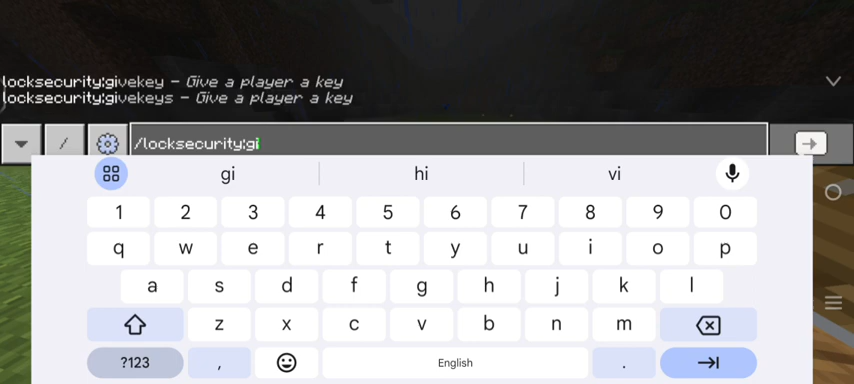 locksecurity:givekey - Give a player a key
locksecurity:givekeys - Give a player a key
/
/locksecurity:gi
gi hi vi
1 2 3 4 5 6 7 8 9 0
q w e r t y u i o p
a s d f g h j k l
z x c v b n m
?123 , English .